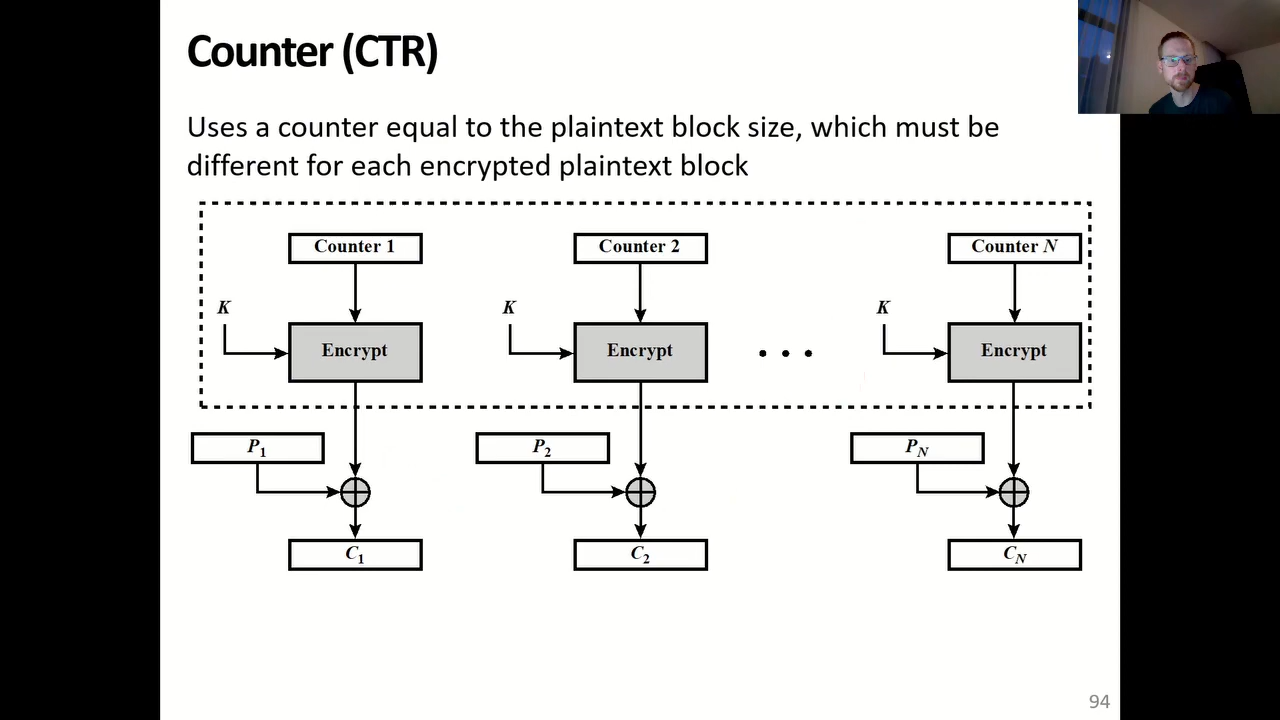 Counter (CTR)
Uses a counter equal to the plaintext block size, which must be
different for each encrypted plaintext block
Counter 1
Counter 2
Counter N
K
K
K
Encrypt
Encrypt
• • •
Encrypt
P1
P2
PN
C1
C2
CN
94